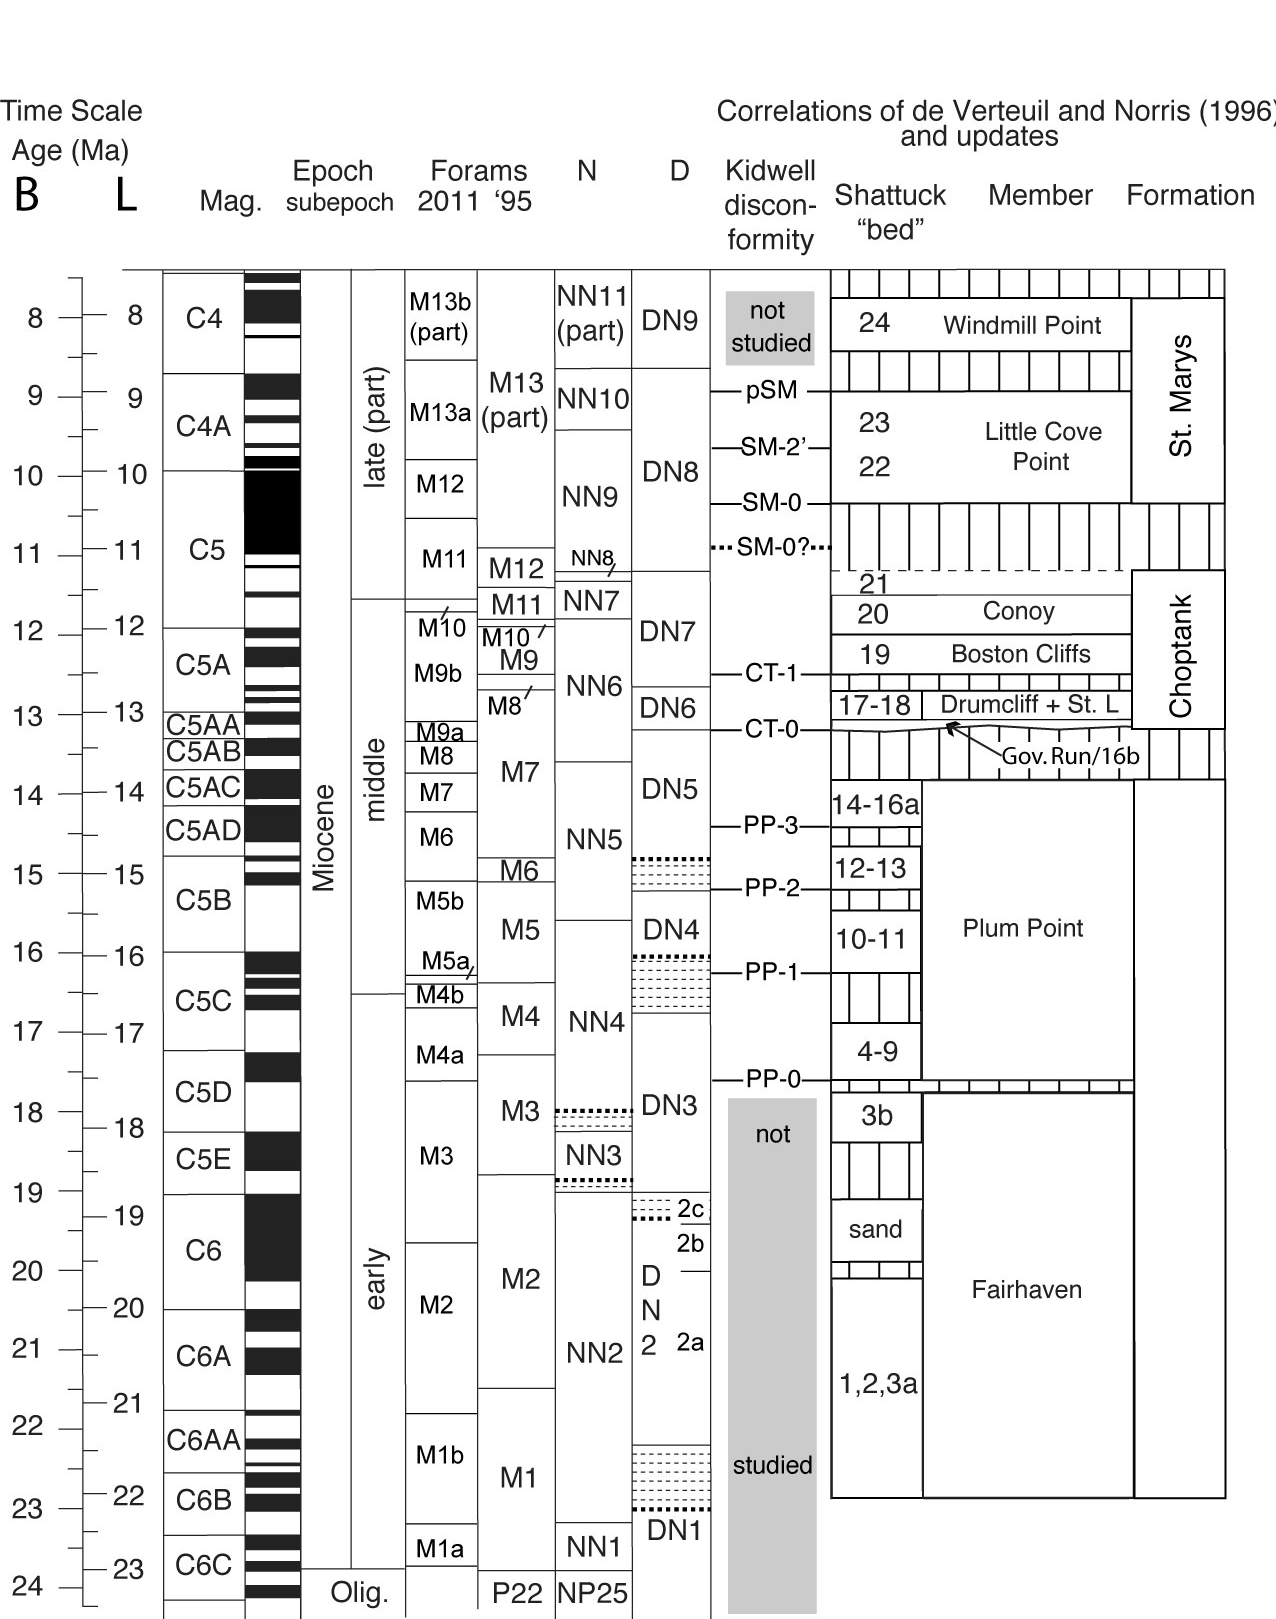 Time Scale
Age (Ma)
B L
Mag.
Epoch
subepoch
Forams
2011 ‘95
N
D
Correlations of de Verteuil and Norris (1996)
and updates
Kidwell
discon-
formity
Shattuck
“bed”
Member
Formation
8
9
10
11
12
13
14
15
16
17
18
19
20
21
22
23
24
8
9
10
11
12
13
14
15
16
17
18
19
20
21
22
23
C4
C4A
C5
C5A
C5AA
C5AB
C5AC
C5AD
C5B
C5C
C5D
C5E
C6
C6A
C6AA
C6B
C6C
Miocene
Olig.
late (part)
middle
early
M13b
(part)
M13a
M12
M11
M10
M9b
M9a
M8
M7
M6
M5b
M5a
M4b
M4a
M3
M2
M1b
M1a
M13
(part)
M12
M11
M10
M9
M8
M7
M6
M5
M4
M3
M2
M1
P22
NN11
(part)
NN10
NN9
NN8
NN7
NN6
NN5
NN4
NN3
NN2
NN1
NP25
DN9
DN8
DN7
DN6
DN5
DN4
DN3
2c
2b
D
N
2
2a
DN1
not
studied
pSM
SM-2’
SM-0
SM-0?
CT-1
CT-0
PP-3
PP-2
PP-1
PP-0
not
studied
24
23
22
21
20
19
17-18
14-16a
12-13
10-11
4-9
3b
sand
1,2,3a
Windmill Point
Little Cove
Point
Conoy
Boston Cliffs
Drumcliff + St. L
Gov. Run/16b
Plum Point
Fairhaven
St. Marys
Choptank